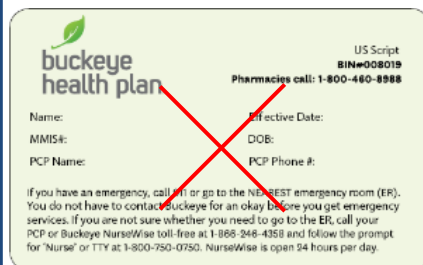 buckeye
health plan
US Script
BIN#008019
Pharmacies call: 1-800-460-8988
Name:
Effective Date:
MMIS#:
DOB:
PCP Name:
PCP Phone #:
If you have an emergency, call 911 or go to the NEAREST emergency room (ER).
You do not have to contact Buckeye for an okay before you get emergency
services. If you are not sure whether you need to go to the ER, call your
PCP or Buckeye NurseWise toll-free at 1-866-246-4358 and follow the prompt
for "Nurse" or TTY at 1-800-750-0750. NurseWise is open 24 hours per day.